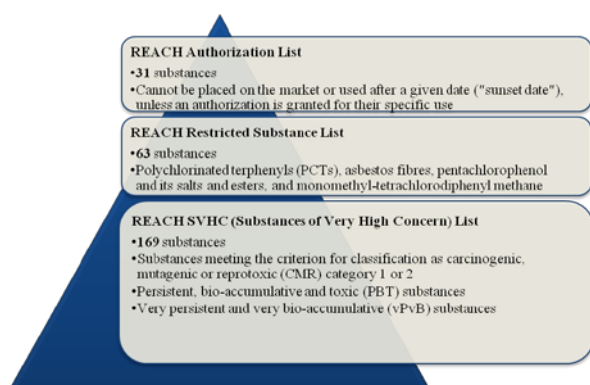 REACH Authorization List
•31 substances
•Cannot be placed on the market or used after a given date ("sunset date"),
unless an authorization is granted for their specific use
REACH Restricted Substance List
•63 substances
•Polychlorinated terphenyls (PCTs), asbestos fibres, pentachlorophenol
and its salts and esters, and monomethyl-tetrachlorodiphenyl methane
REACH SVHC (Substances of Very High Concern) List
•169 substances
•Substances meeting the criterion for classification as carcinogenic,
mutagenic or reprotoxic (CMR) category 1 or 2
•Persistent, bio-accumulative and toxic (PBT) substances
•Very persistent and very bio-accumulative (vPvB) substances